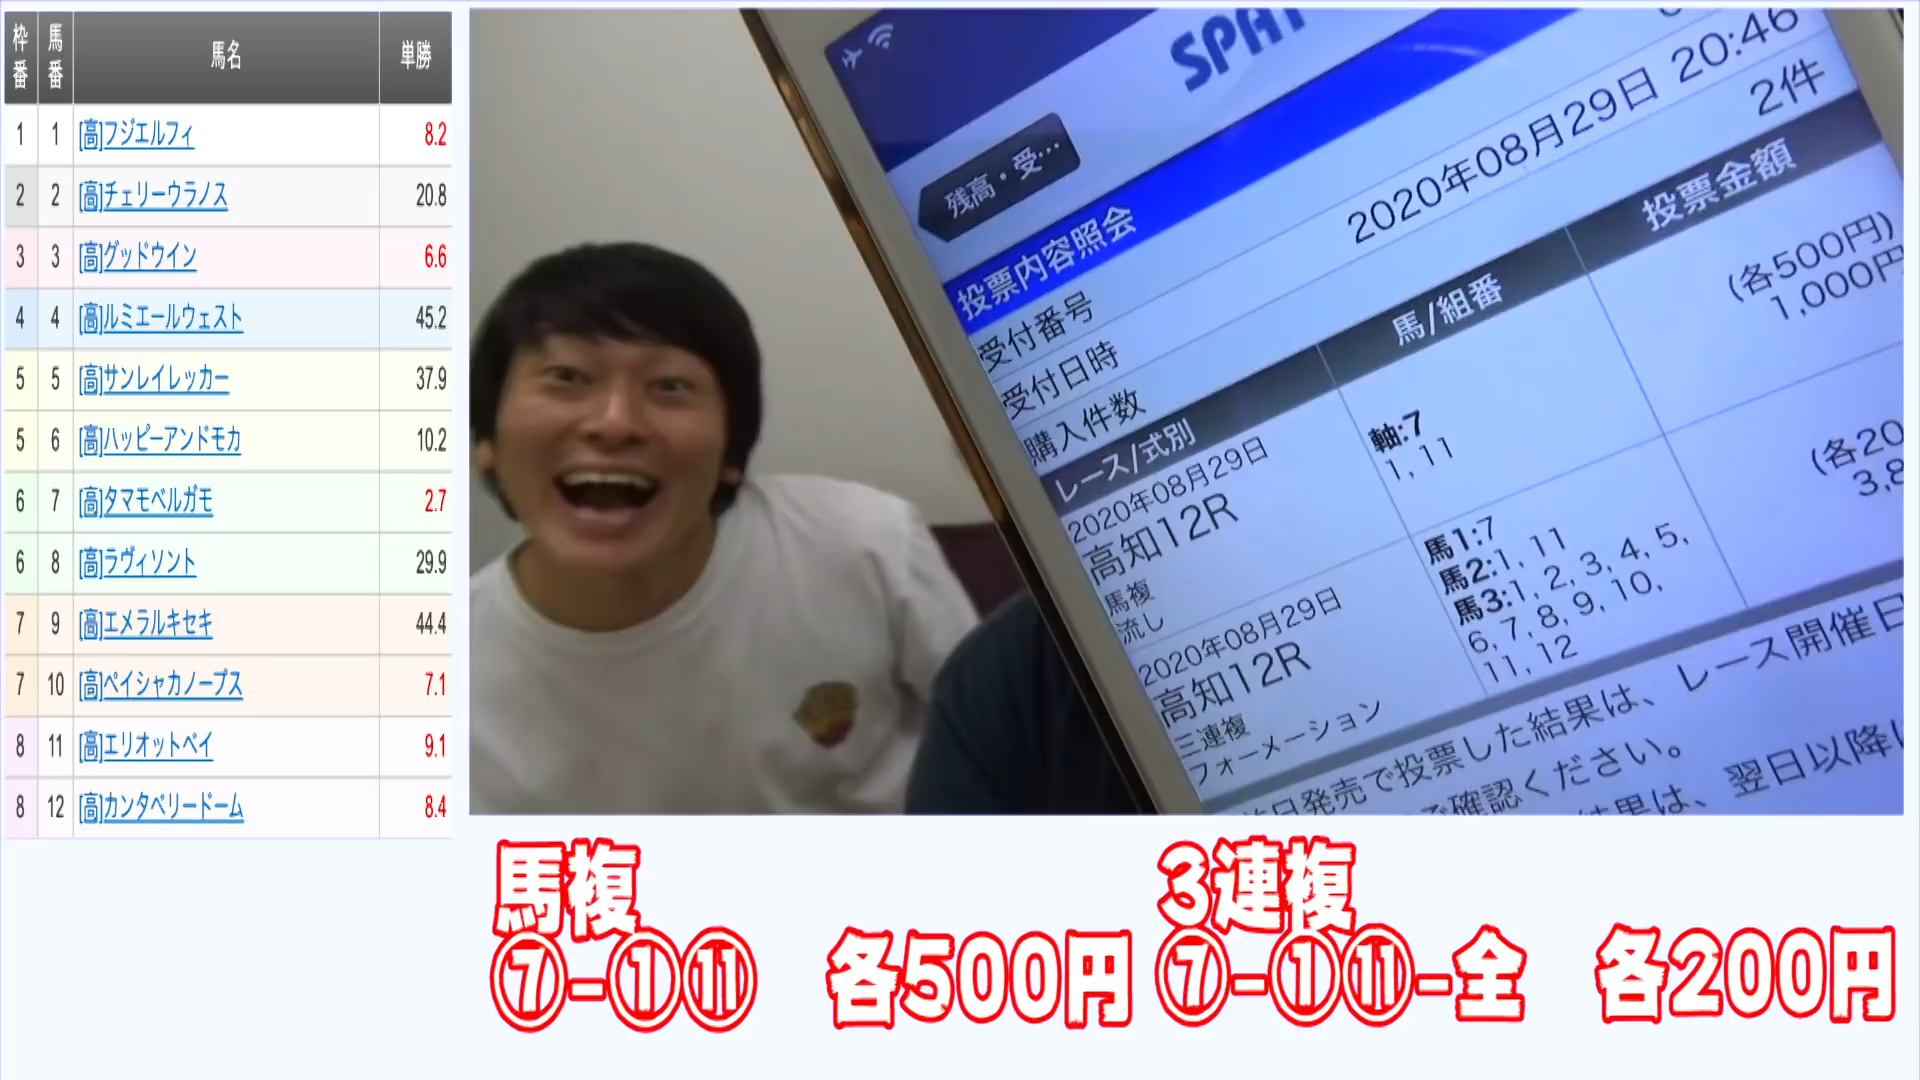 枠番 馬番 馬名 単勝
1 1 [高]フジエルフィ 8.2
2 2 [高]チェリーウラノス 20.8
3 3 [高]グッドウイン 6.6
4 4 [高]ルミエールウェスト 45.2
5 5 [高]サンレイレッカー 37.9
5 6 [高]ハッピーアンドモカ 10.2
6 7 [高]タマモベルガモ 2.7
6 8 [高]ラヴィソント 29.9
7 9 [高]エメラルキセキ 44.4
7 10 [高]ペイシャカノープス 7.1
8 11 [高]エリオットベイ 9.1
8 12 [高]カンタベリードーム 8.4
SPAT
残高・受…
投票内容照会
受付番号
受付日時 2020年08月29日 20:46
購入件数 2件
レース/式別 馬/組番 投票金額
2020年08月29日
高知12R
馬複
流し
軸:7
1, 11
(各500円)
1,000円
2020年08月29日
高知12R
三連複
フォーメーション
馬1:7
馬2:1, 11
馬3:1, 2, 3, 4, 5,
6, 7, 8, 9, 10,
11, 12
(各20
3,8
日発売で投票した結果は、レース開催日
ご確認ください。
結果は、翌日以降
馬複
⑦-①⑪ 各500円
3連複
⑦-①⑪-全 各200円